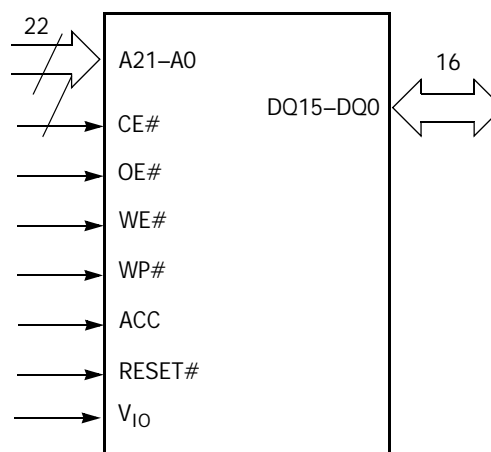 22
A21–A0
16
DQ15–DQ0
CE#
OE#
WE#
WP#
ACC
RESET#
VIO